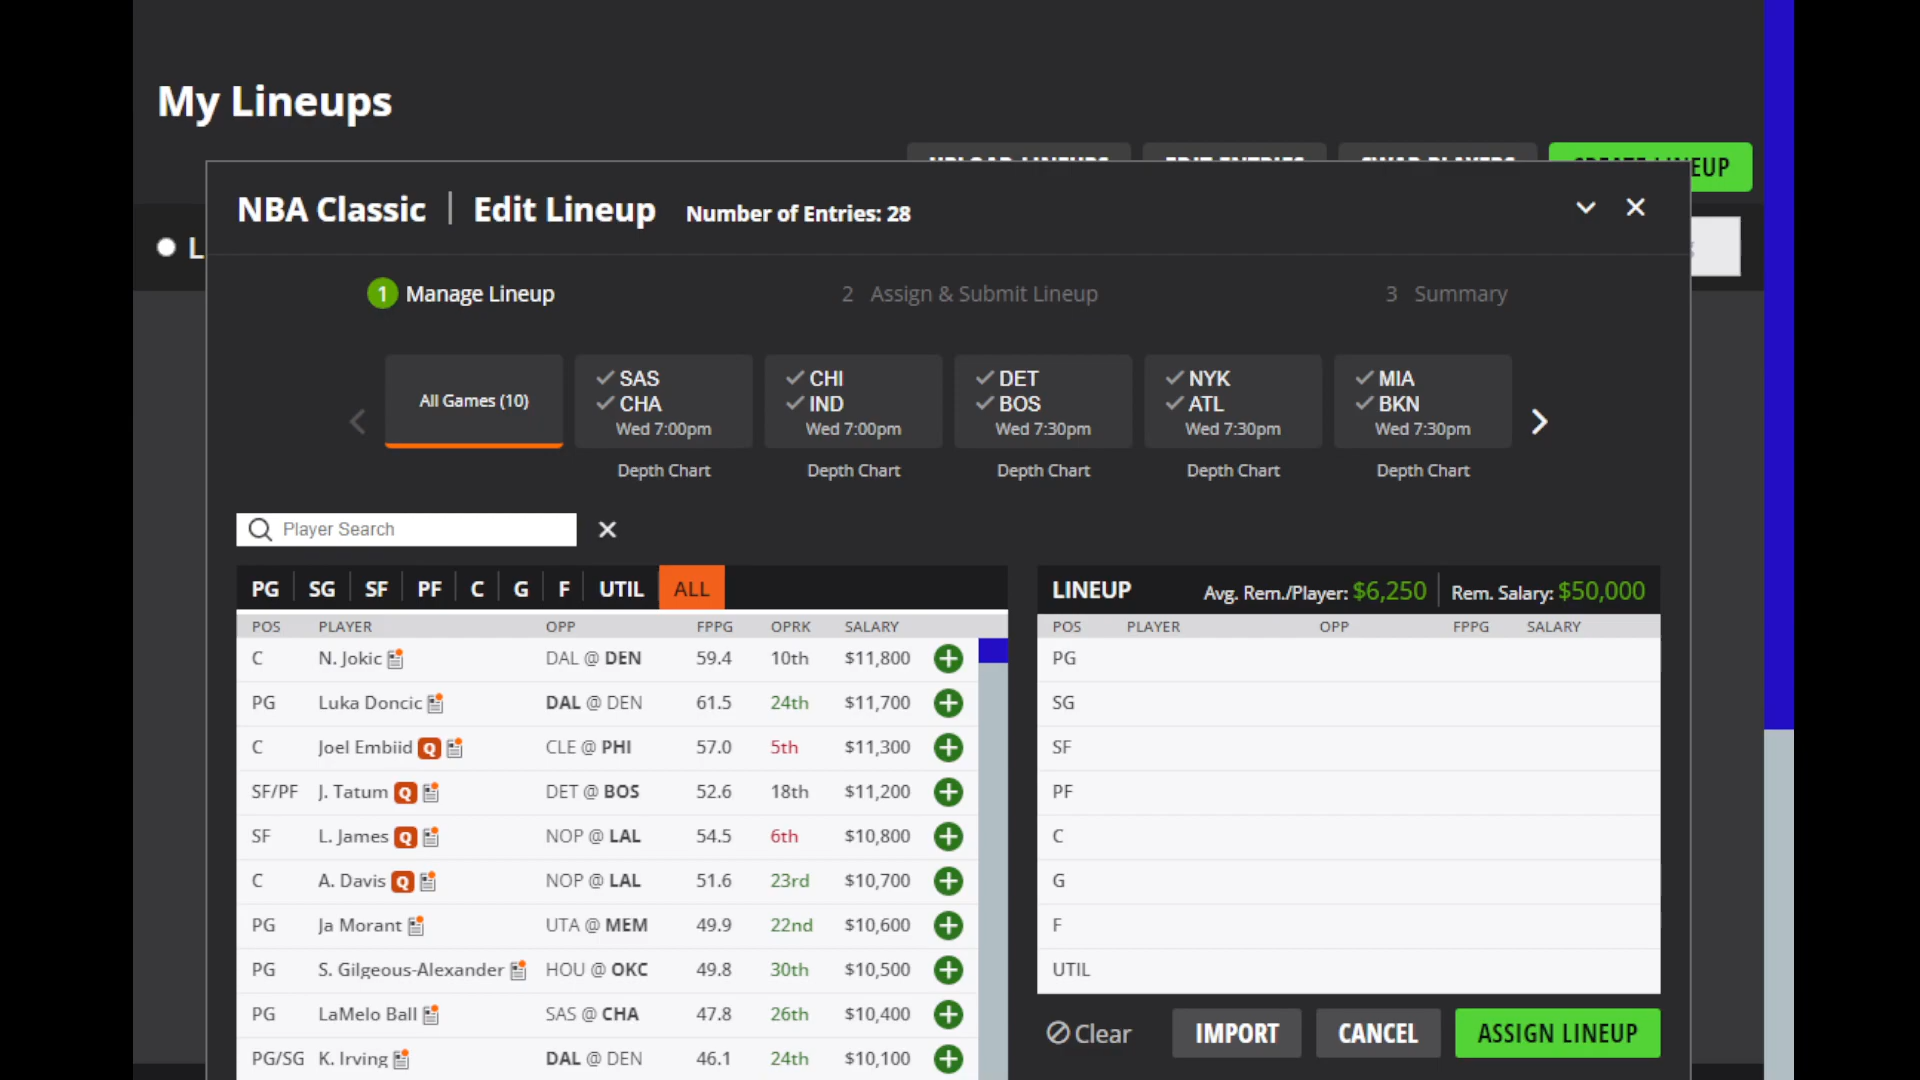 My Lineups
UPLOAD LINEUPS EDIT ENTRIES SWAP PLAYERS CREATE LINEUP
NBA Classic | Edit Lineup Number of Entries: 28
L
1 Manage Lineup 2 Assign & Submit Lineup 3 Summary
All Games (10)
SAS
CHA
Wed 7:00pm
Depth Chart
CHI
IND
Wed 7:00pm
Depth Chart
DET
BOS
Wed 7:30pm
Depth Chart
NYK
ATL
Wed 7:30pm
Depth Chart
MIA
BKN
Wed 7:30pm
Depth Chart
Player Search
PG SG SF PF C G F UTIL ALL
POS PLAYER OPP FPPG OPRK SALARY
C N. Jokic DAL @ DEN 59.4 10th $11,800
PG Luka Doncic DAL @ DEN 61.5 24th $11,700
C Joel Embiid Q CLE @ PHI 57.0 5th $11,300
SF/PF J. Tatum Q DET @ BOS 52.6 18th $11,200
SF L. James Q NOP @ LAL 54.5 6th $10,800
C A. Davis Q NOP @ LAL 51.6 23rd $10,700
PG Ja Morant UTA @ MEM 49.9 22nd $10,600
PG S. Gilgeous-Alexander HOU @ OKC 49.8 30th $10,500
PG LaMelo Ball SAS @ CHA 47.8 26th $10,400
PG/SG K. Irving DAL @ DEN 46.1 24th $10,100
LINEUP Avg. Rem./Player: $6,250 Rem. Salary: $50,000
POS PLAYER OPP FPPG SALARY
PG
SG
SF
PF
C
G
F
UTIL
Clear IMPORT CANCEL ASSIGN LINEUP